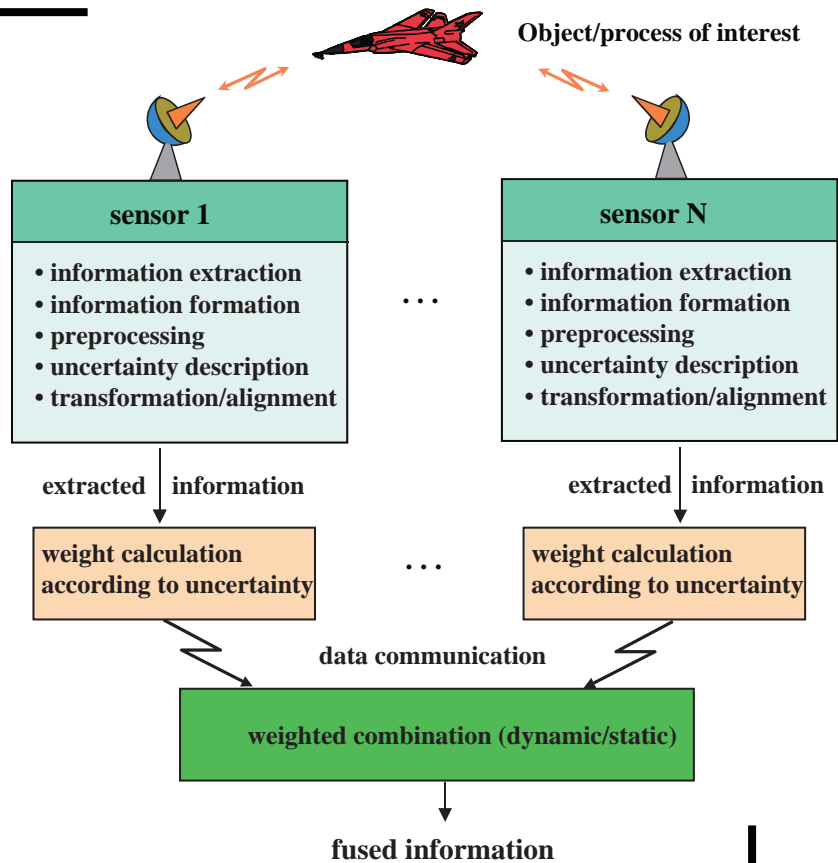 Object/process of interest
sensor 1
• information extraction
• information formation
• preprocessing
• uncertainty description
• transformation/alignment
. . .
sensor N
• information extraction
• information formation
• preprocessing
• uncertainty description
• transformation/alignment
extracted information
extracted information
weight calculation
according to uncertainty
. . .
weight calculation
according to uncertainty
data communication
weighted combination (dynamic/static)
fused information